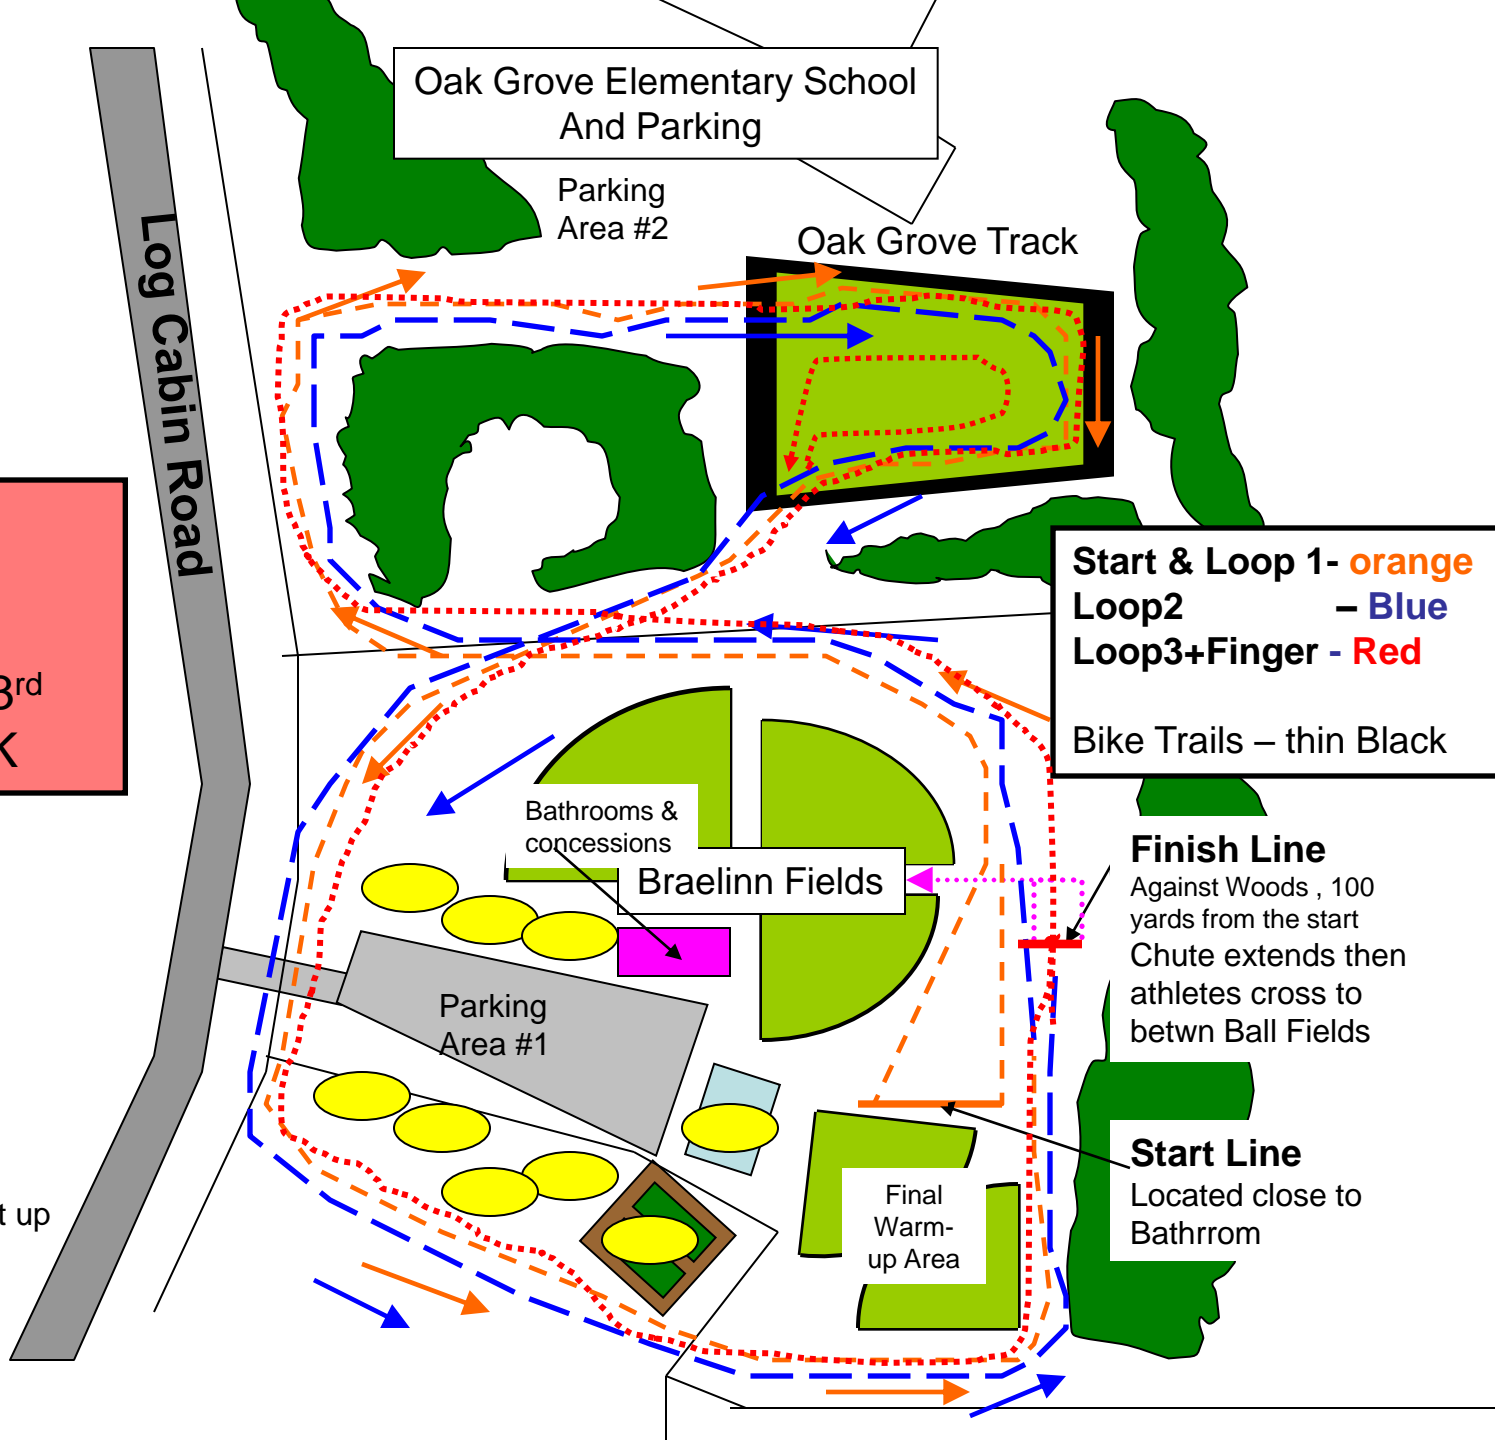 Oak Grove Elementary School
And Parking
Parking
Area #2
Oak Grove Track
Log Cabin Road
3rd
K
Start & Loop 1- orange
Loop2 – Blue
Loop3+Finger - Red
Bike Trails – thin Black
Bathrooms &
concessions
Braelinn Fields
Finish Line
Against Woods , 100
yards from the start
Chute extends then
athletes cross to
betwn Ball Fields
Parking
Area #1
Start Line
Located close to
Bathrrom
Final
Warm-
up Area
t up